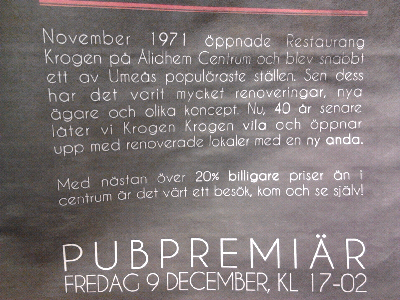 November 1971 öppnade Restaurang
Krogen på Alidhem Centrum och blev snabbt
ett av Umeås populäraste ställen. Sen dess
har det varit mycket renoveringar, nya
ägare och olika koncept. Nu, 40 år senare
låter vi Krogen Krogen vila och öppnar
upp med renoverade lokaler med en ny anda.
Med nästan över 20% billigare priser än i
centrum är det värt ett besök, kom och se själv!
PUBPREMIÄR
FREDAG 9 DECEMBER, KL 17-02